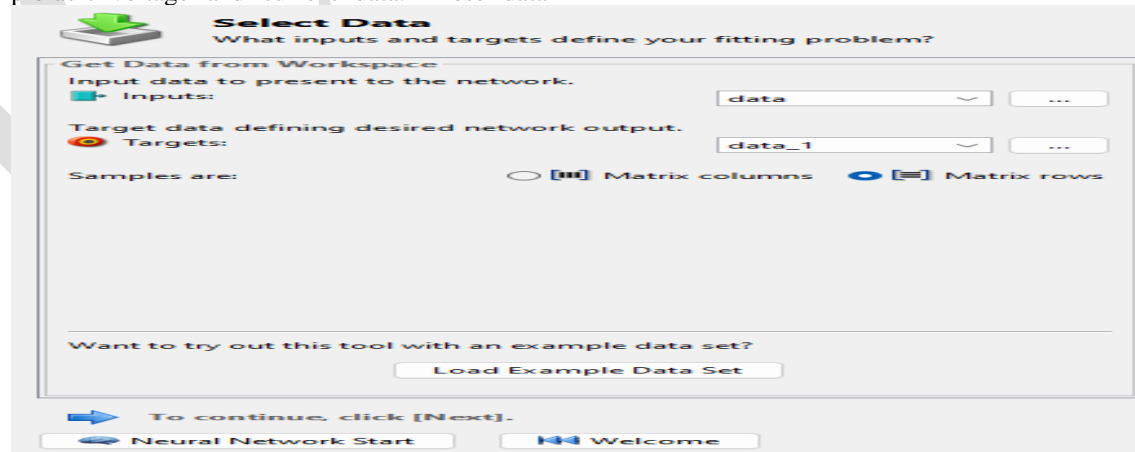 Select Data
What inputs and targets define your fitting problem?
Get Data from Workspace
Input data to present to the network.
Inputs: data ...
Target data defining desired network output.
Targets: data_1 ...
Samples are: Matrix columns Matrix rows
Want to try out this tool with an example data set?
Load Example Data Set
To continue, click [Next].
Neural Network Start Welcome